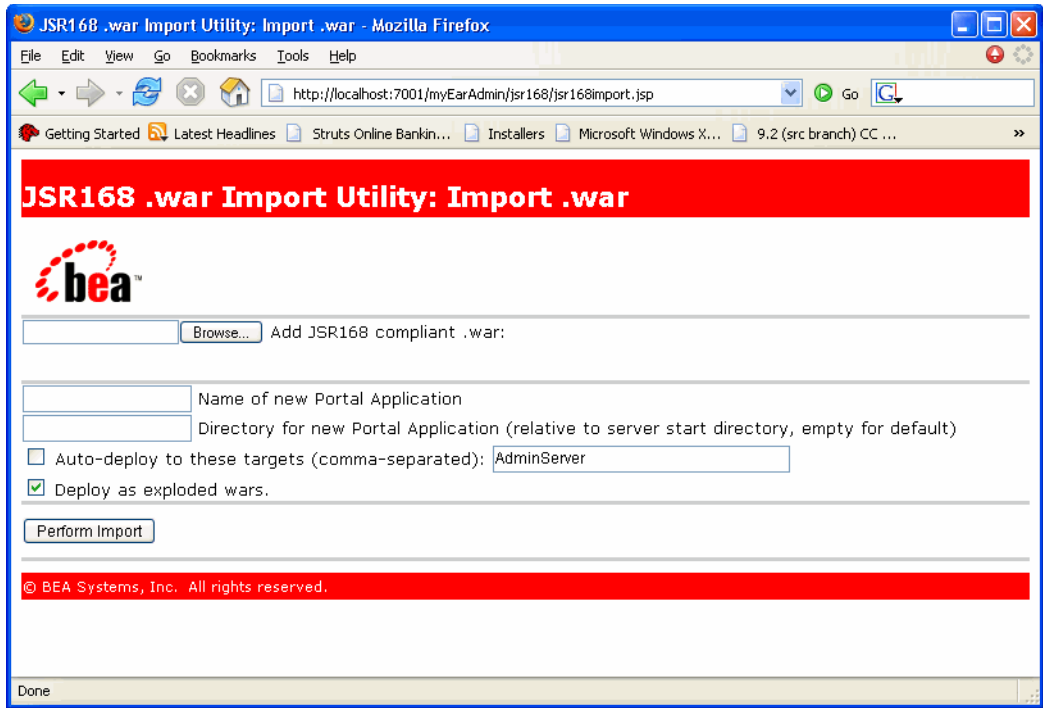 JSR168 .war Import Utility: Import .war - Mozilla Firefox
File Edit View Go Bookmarks Tools Help
http://localhost:7001/myEarAdmin/jsr168/jsr168import.jsp Go G
Getting Started Latest Headlines Struts Online Bankin... Installers Microsoft Windows X... 9.2 (src branch) CC ... »
JSR168 .war Import Utility: Import .war
bea™
Browse... Add JSR168 compliant .war:
Name of new Portal Application
Directory for new Portal Application (relative to server start directory, empty for default)
Auto-deploy to these targets (comma-separated): AdminServer
Deploy as exploded wars.
Perform Import
© BEA Systems, Inc. All rights reserved.
Done